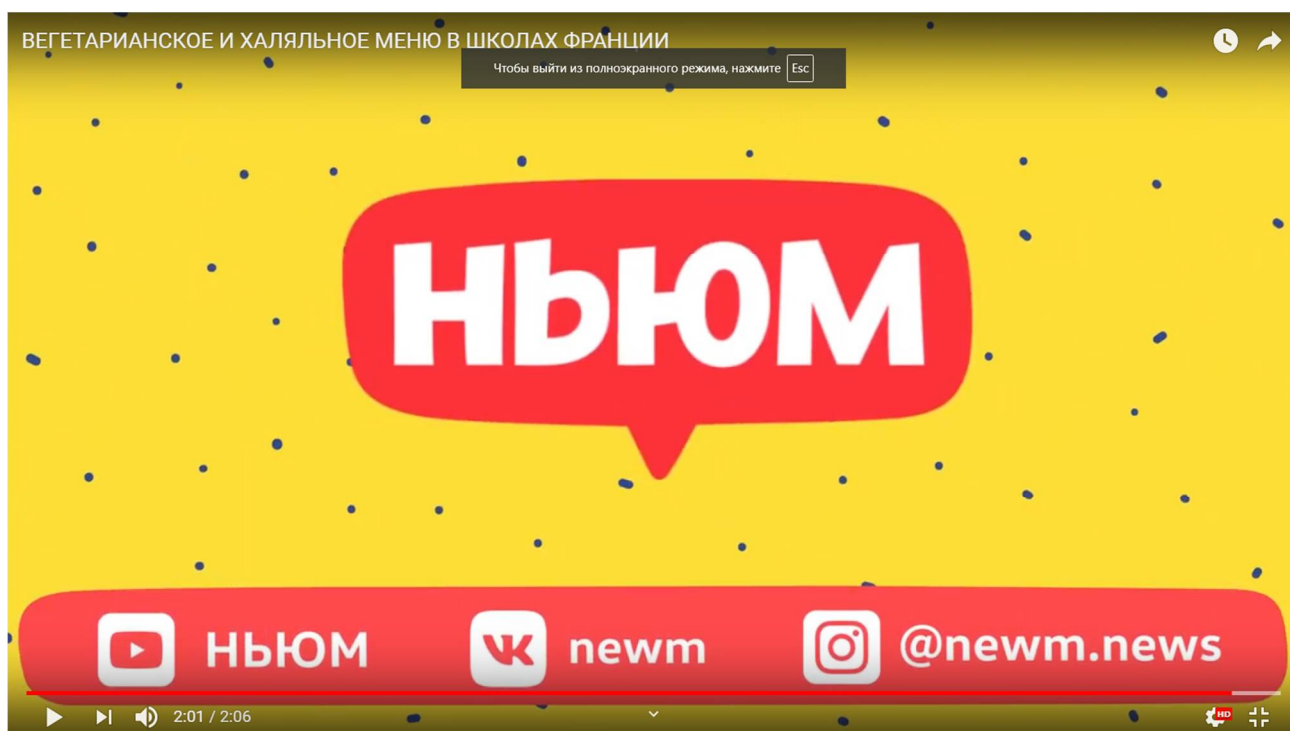 ВЕГЕТАРИАНСКОЕ И ХАЛЯЛЬНОЕ МЕНЮ В ШКОЛАХ ФРАНЦИИ
Чтобы выйти из полноэкранного режима, нажмите Esc
НЬЮМ
НЬЮМ newm @newm.news
2:01 / 2:06 HD